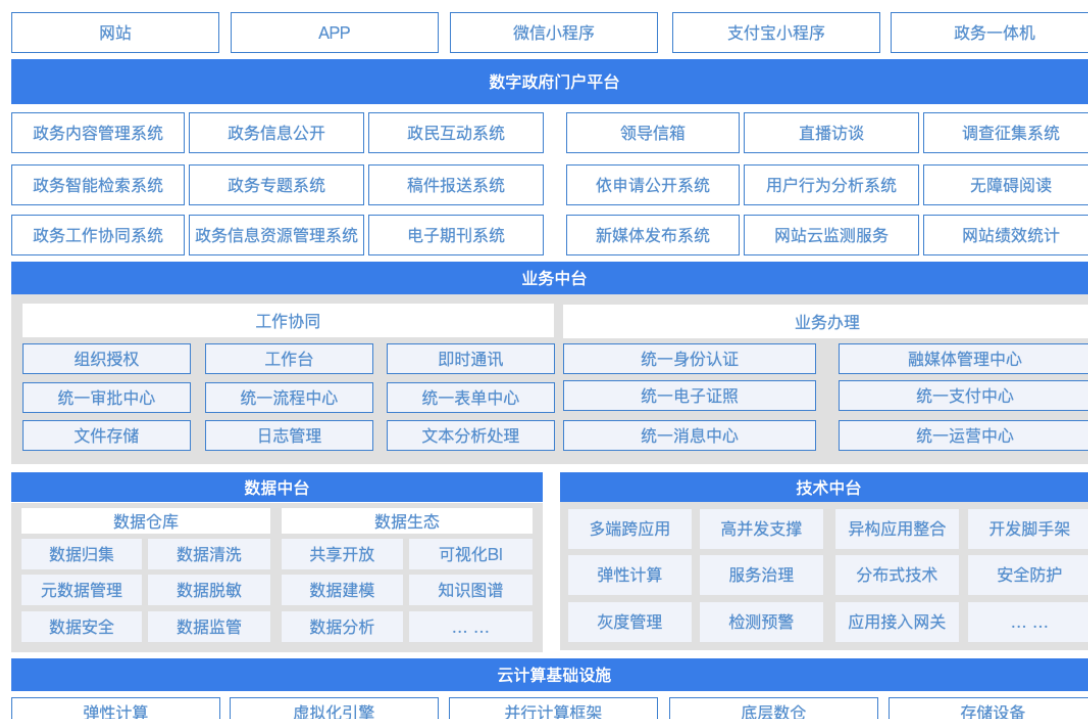 网站 APP 微信小程序 支付宝小程序 政务一体机
数字政府门户平台
政务内容管理系统 政务信息公开 政民互动系统 领导信箱 直播访谈 调查征集系统
政务智能检索系统 政务专题系统 稿件报送系统 依申请公开系统 用户行为分析系统 无障碍阅读
政务工作协同系统 政务信息资源管理系统 电子期刊系统 新媒体发布系统 网站云监测服务 网站绩效统计
业务中台
工作协同 业务办理
组织授权 工作台 即时通讯 统一身份认证 融媒体管理中心
统一审批中心 统一流程中心 统一表单中心 统一电子证照 统一支付中心
文件存储 日志管理 文本分析处理 统一消息中心 统一运营中心
数据中台 技术中台
数据仓库 数据生态
多端跨应用 高并发支撑 异构应用整合 开发脚手架
数据归集 数据清洗 共享开放 可视化BI
弹性计算 服务治理 分布式技术 安全防护
元数据管理 数据脱敏 数据建模 知识图谱
灰度管理 检测预警 应用接入网关 ... ...
数据安全 数据监管 数据分析 ... ...
云计算基础设施
弹性计算 虚拟化引擎 并行计算框架 底层数仓 存储设备